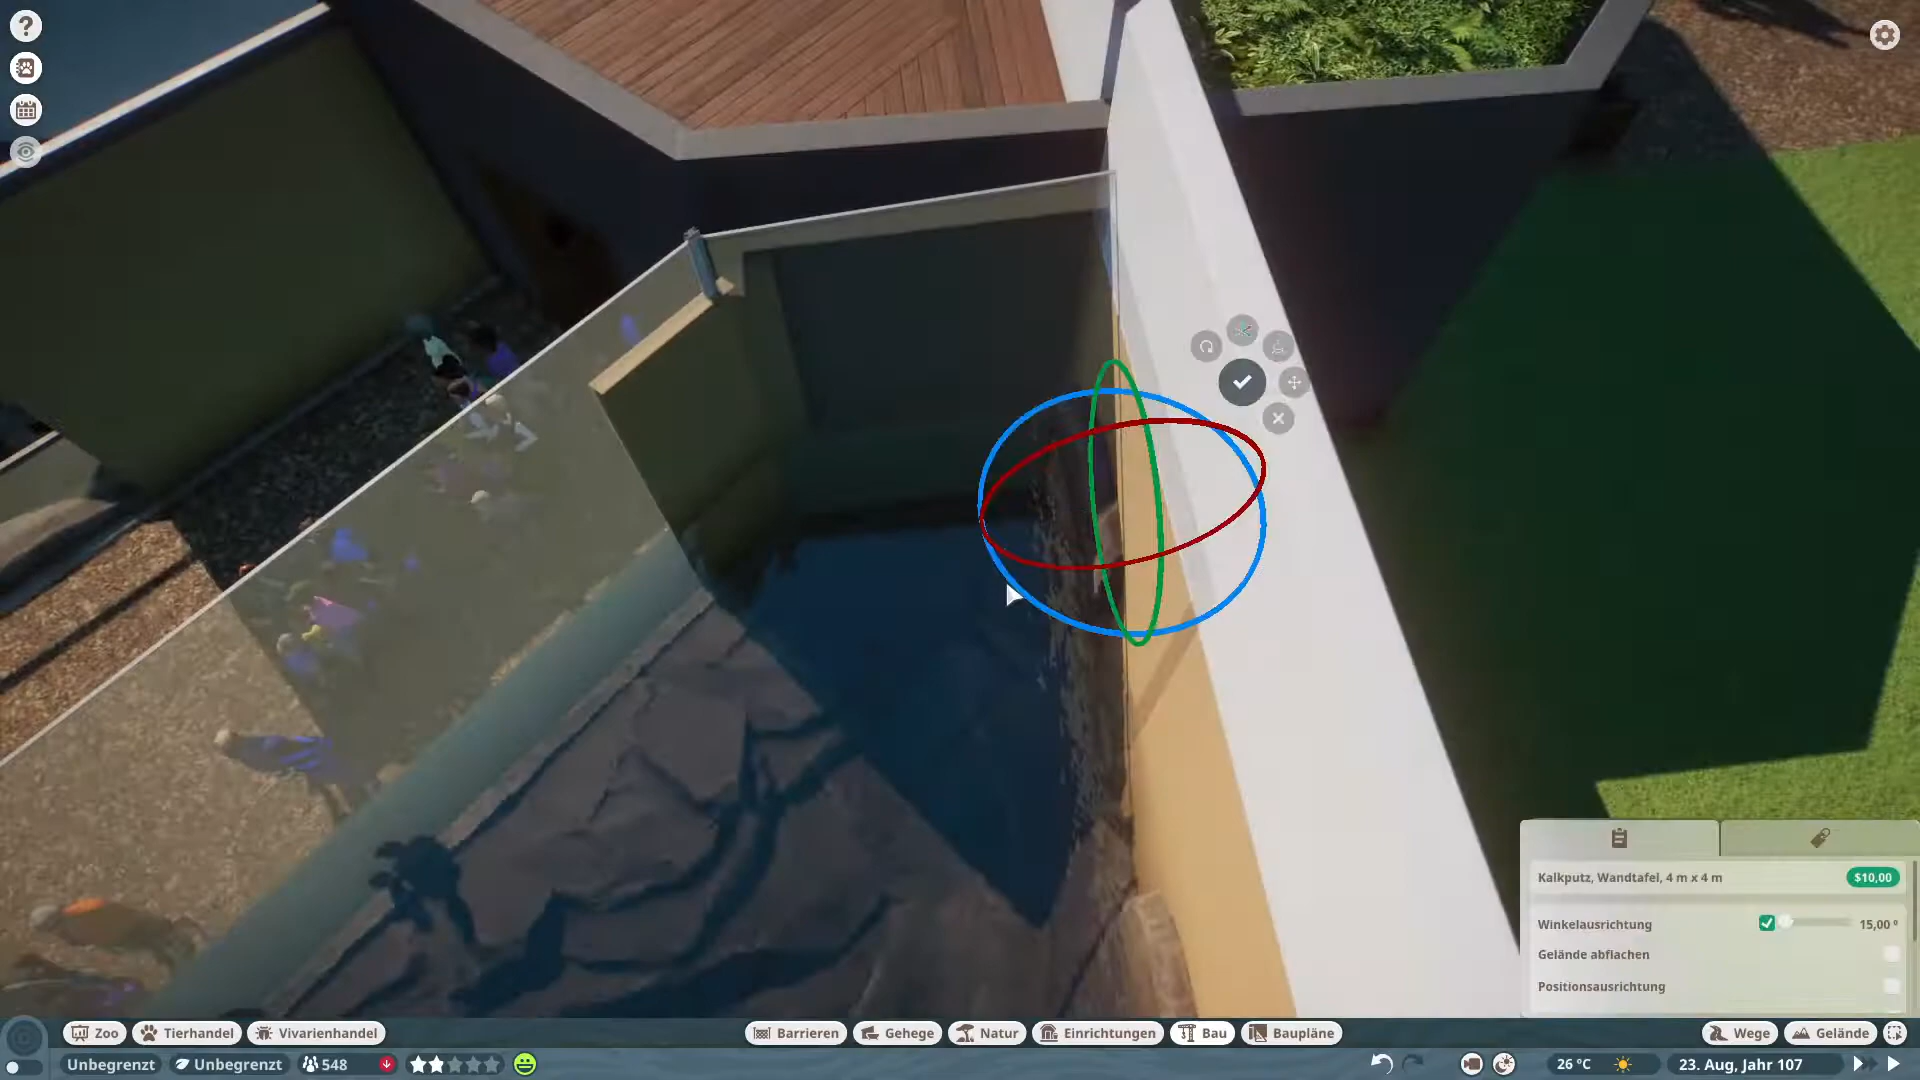 Kalkputz, Wandtafel, 4 m x 4 m $10,00
Winkelausrichtung 15,00 °
Gelände abflachen
Positionsausrichtung
Zoo Tierhandel Vivarienhandel Barrieren Gehege Natur Einrichtungen Bau Baupläne Wege Gelände
Unbegrenzt Unbegrenzt 548 26 °C 23. Aug, Jahr 107